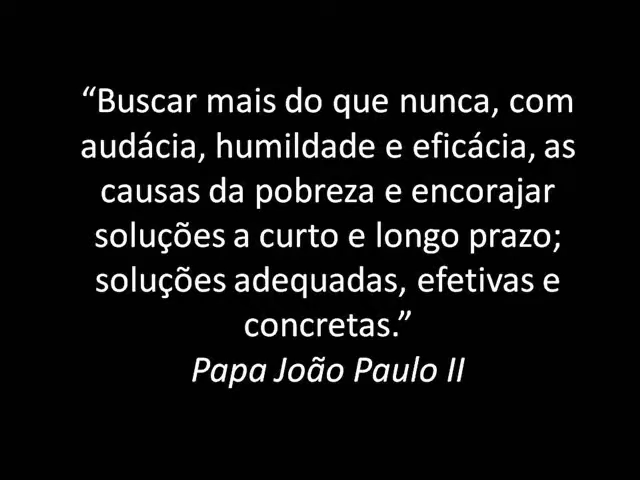 “Buscar mais do que nunca, com
audácia, humildade e eficácia, as
causas da pobreza e encorajar
soluções a curto e longo prazo;
soluções adequadas, efetivas e
concretas.”
Papa João Paulo II